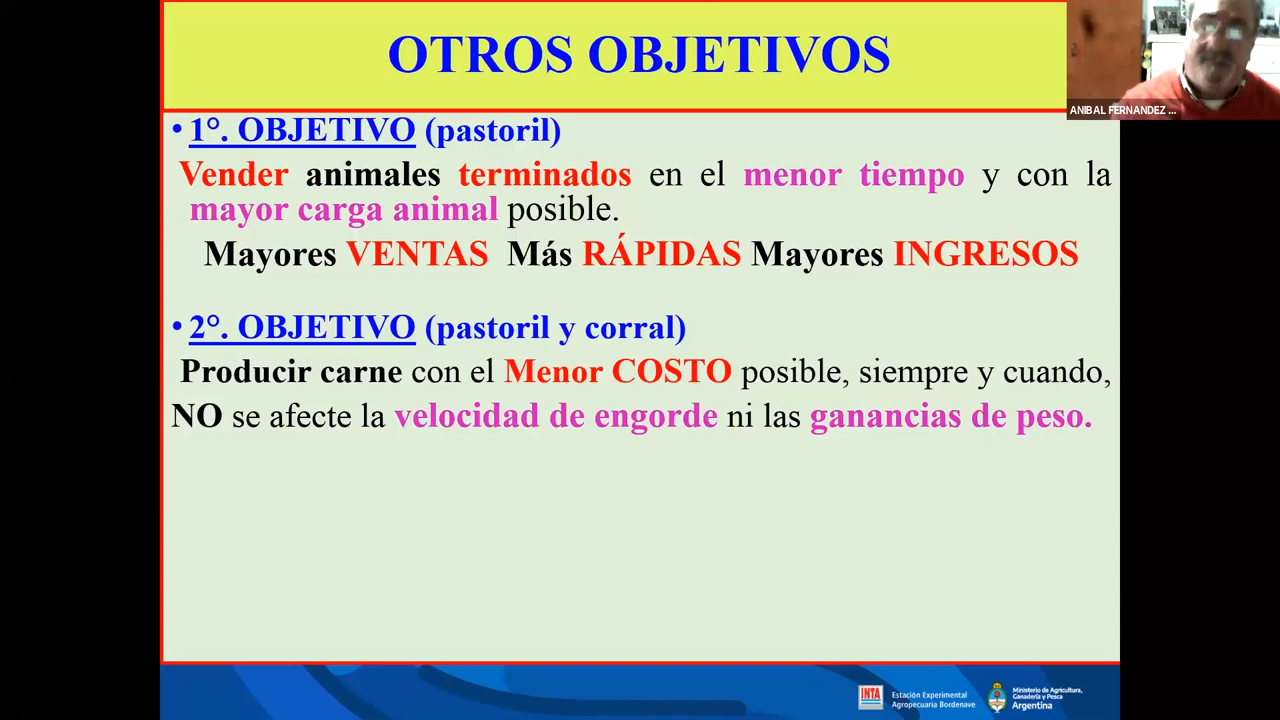 OTROS OBJETIVOS
ANIBAL FERNANDEZ ...
• 1°. OBJETIVO (pastoril)
Vender animales terminados en el menor tiempo y con la
mayor carga animal posible.
Mayores VENTAS Más RÁPIDAS Mayores INGRESOS
• 2°. OBJETIVO (pastoril y corral)
Producir carne con el Menor COSTO posible, siempre y cuando,
NO se afecte la velocidad de engorde ni las ganancias de peso.
INTA
Estación Experimental
Agropecuaria Bordenave
Ministerio de Agricultura,
Ganadería y Pesca
Argentina